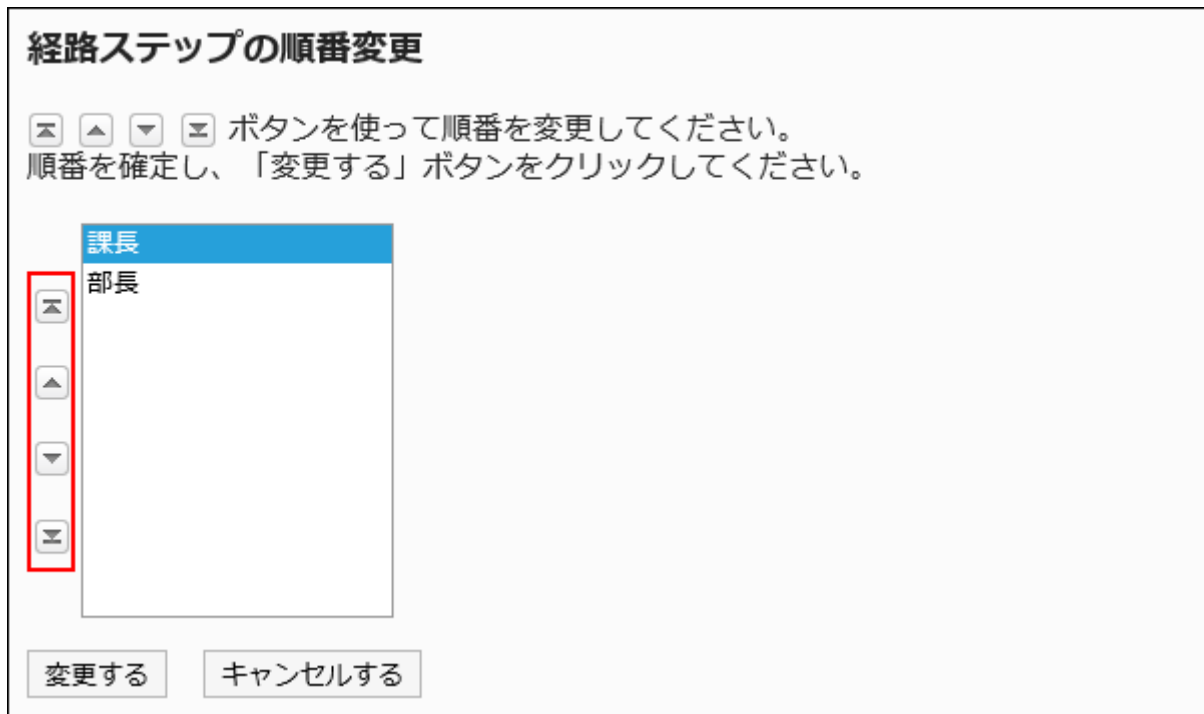 経路ステップの順番変更
ボタンを使って順番を変更してください。
順番を確定し、「変更する」ボタンをクリックしてください。
課長
部長
変更する
キャンセルする